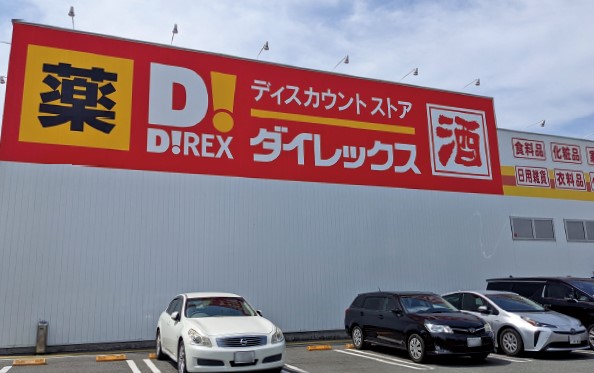 薬
D!
D!REX
ディスカウントストア
ダイレックス
酒
食料品
化粧品
日用雑貨
衣料品